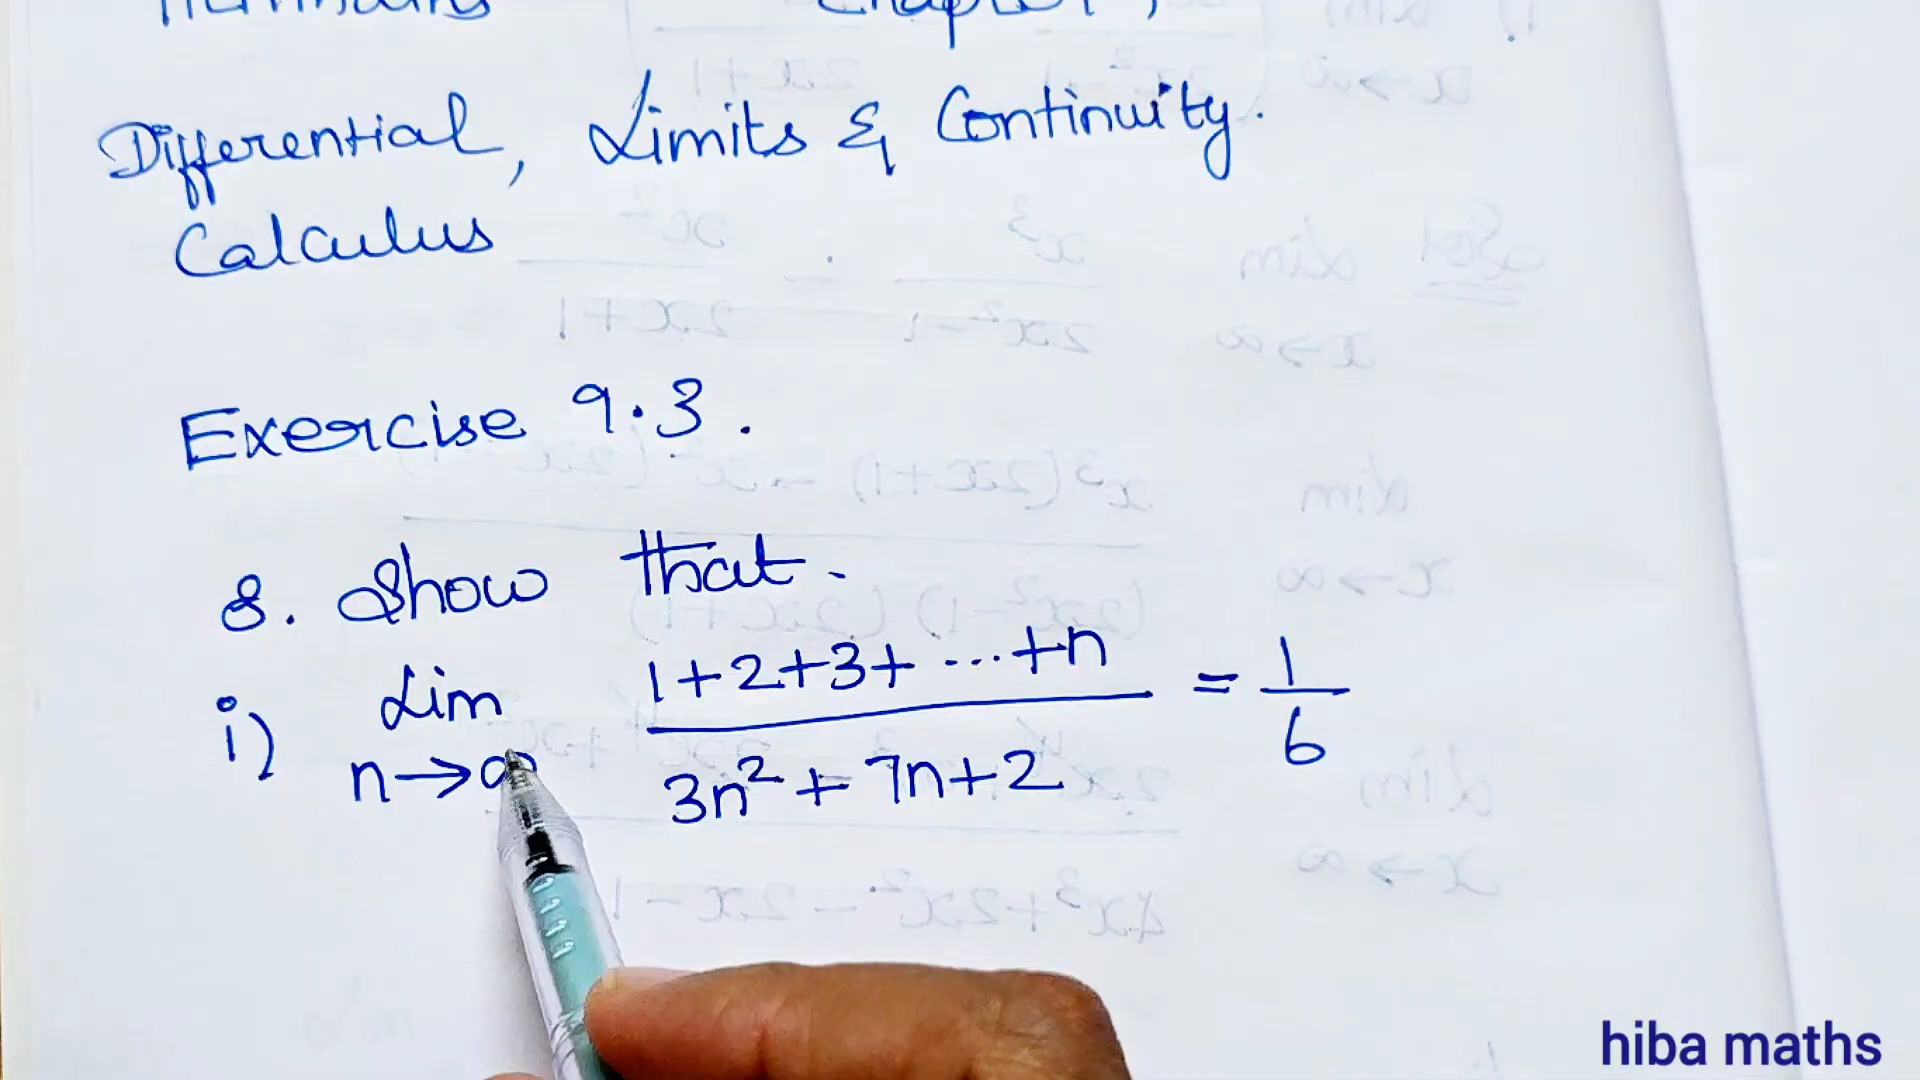 Differential, Limits & Continuity.
Calculus
Exercise 9.3.
8. Show that.
i) Lim n→∞ 1+2+3+...+n / 3n²+7n+2 = 1/6
hiba maths